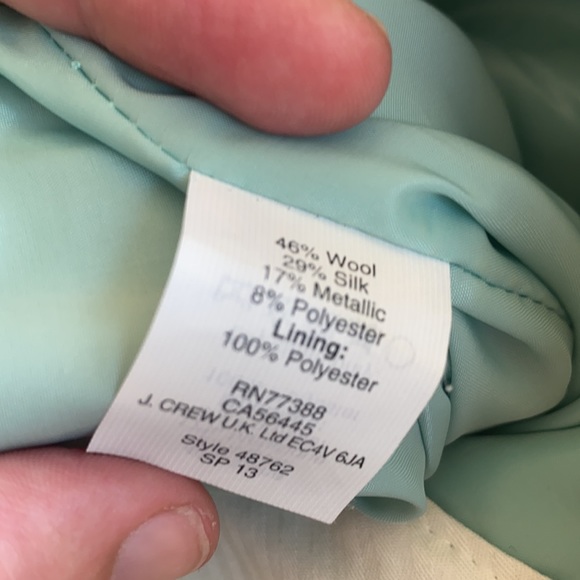 46% Wool
29% Silk
17% Metallic
8% Polyester
Lining:
100% Polyester
RN77388
CA56445
J. CREW U.K. Ltd EC4V 6JA
Style 48762
SP 13